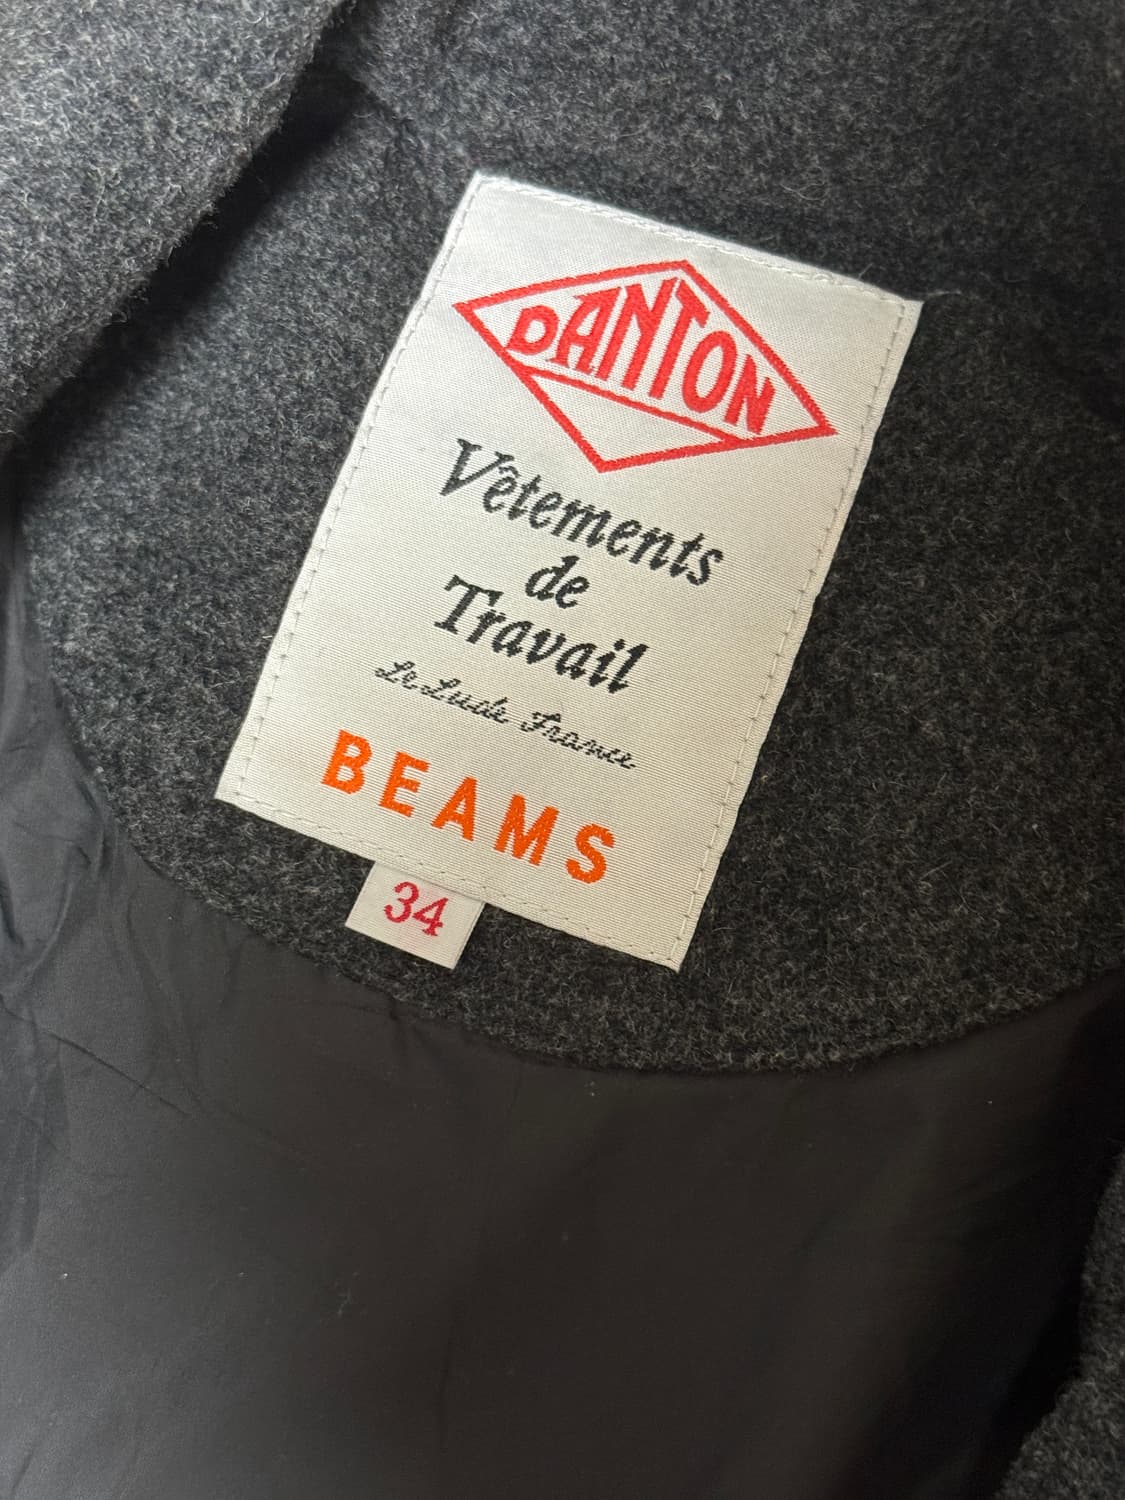 DANTON
Vêtements
de
Travail
Le Lude France
BEAMS
34